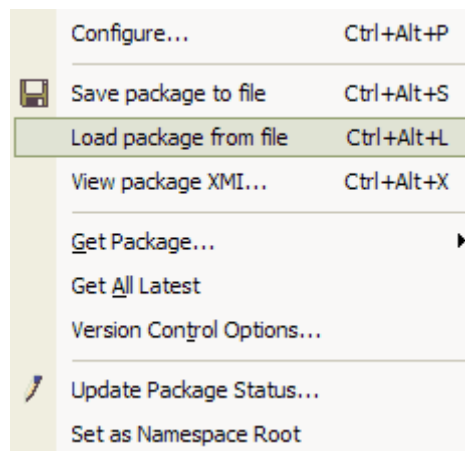 Configure... Ctrl+Alt+P
Save package to file Ctrl+Alt+S
Load package from file Ctrl+Alt+L
View package XMI... Ctrl+Alt+X
Get Package...
Get All Latest
Version Control Options...
Update Package Status...
Set as Namespace Root